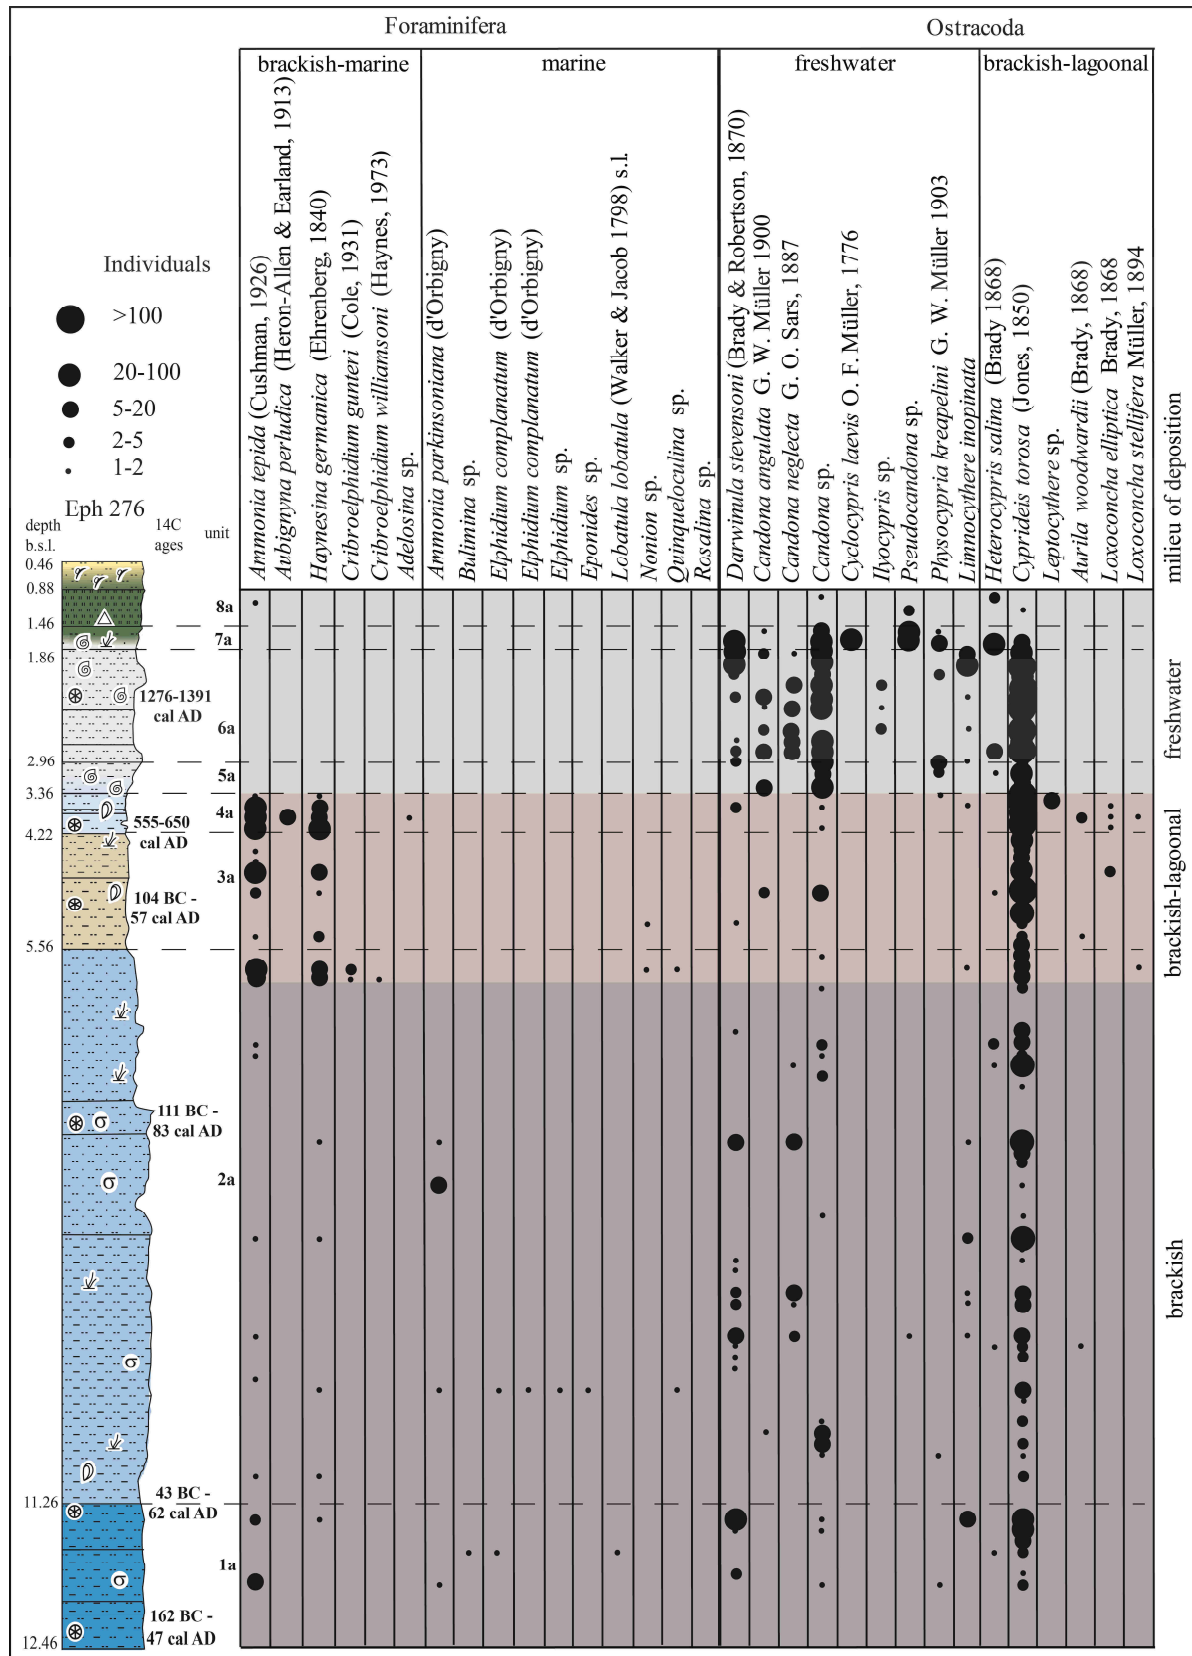 Foraminifera
Ostracoda
brackish-marine
marine
freshwater
brackish-lagoonal
Ammonia tepida (Cushman, 1926)
Aubignyna perludica (Heron-Allen & Earland, 1913)
Haynesina germanica (Ehrenberg, 1840)
Cribroelphidium gunteri (Cole, 1931)
Cribroelphidium williamsoni (Haynes, 1973)
Adelosina sp.
Ammonia parkinsoniana (d'Orbigny)
Bulimina sp.
Elphidium complanatum (d'Orbigny)
Elphidium complanatum (d'Orbigny)
Elphidium sp.
Eponides sp.
Lobatula lobatula (Walker & Jacob 1798) s.l.
Nonion sp.
Quinqueloculina sp.
Rosalina sp.
Darwinula stevensoni (Brady & Robertson, 1870)
Candona angulata G. W. Müller 1900
Candona neglecta G. O. Sars, 1887
Candona sp.
Cyclocypris laevis O. F. Müller, 1776
Ilyocypris sp.
Pseudocandona sp.
Physocypria kreapelini G. W. Müller 1903
Limnocythere inopinata
Heterocypris salina (Brady 1868)
Cyprideis torosa (Jones, 1850)
Leptocythere sp.
Aurila woodwardii (Brady, 1868)
Loxoconcha elliptica Brady, 1868
Loxoconcha stellifera Müller, 1894
milieu of deposition
Individuals
>100
20-100
5-20
2-5
1-2
Eph 276
depth
b.s.l.
14C
ages
unit
0.46
0.88
8a
1.46
7a
1.86
1276-1391
cal AD
6a
2.96
5a
3.36
4a
555-650
cal AD
4.22
3a
104 BC -
57 cal AD
5.56
111 BC -
83 cal AD
2a
σ
σ
σ
43 BC -
62 cal AD
11.26
1a
σ
162 BC -
47 cal AD
12.46
freshwater
brackish-lagoonal
brackish